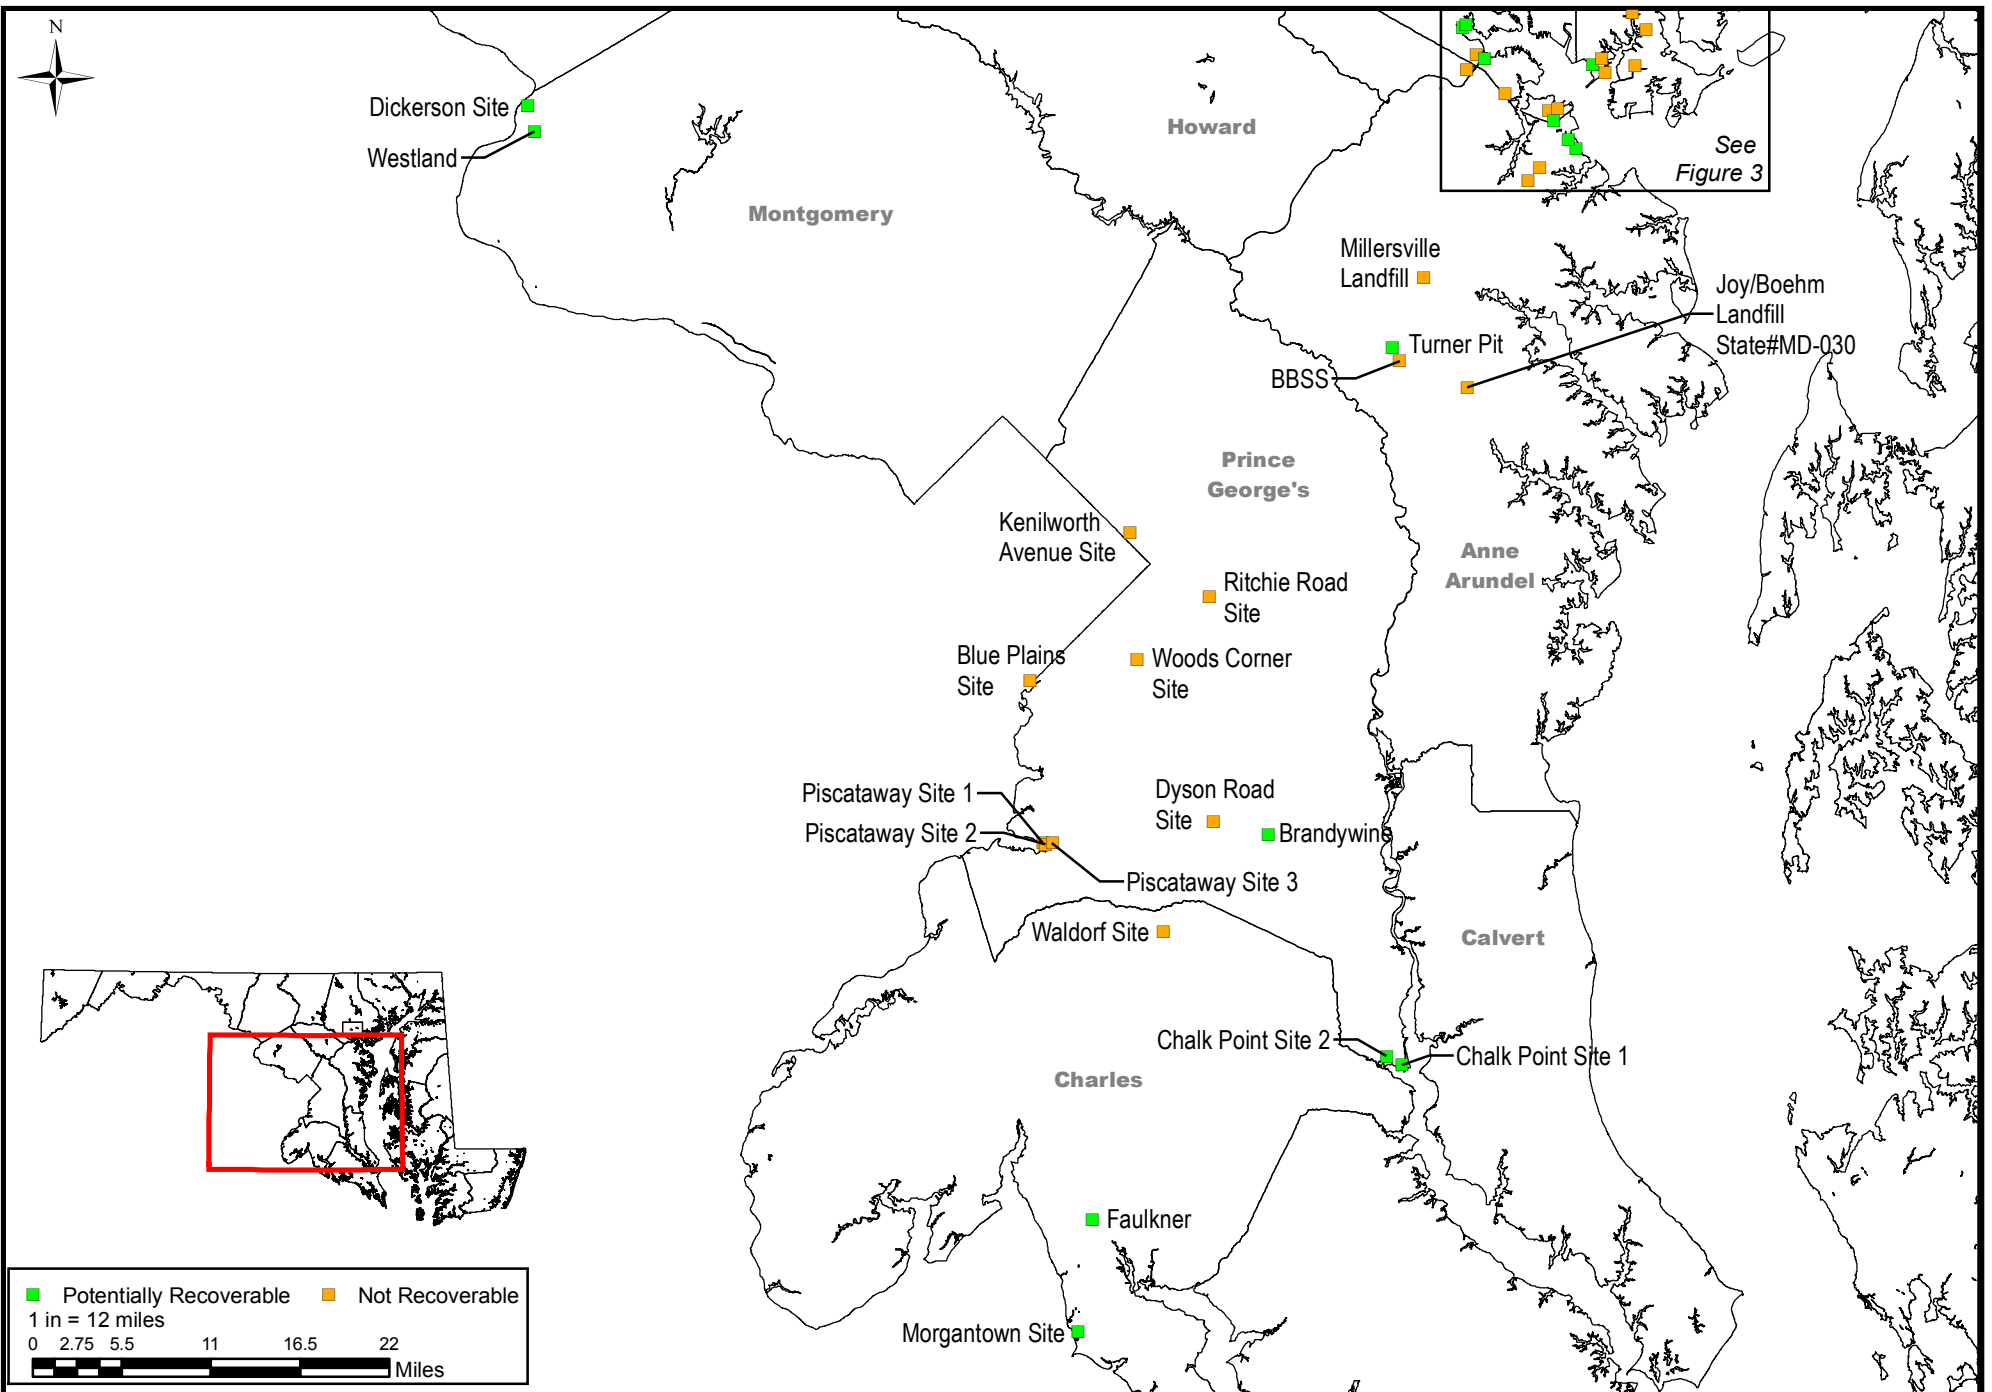 N
Dickerson Site
Westland
Montgomery
Howard
See
Figure 3
Millersville
Landfill
Joy/Boehm
Landfill
State#MD-030
Turner Pit
BBSS
Prince
George's
Kenilworth
Avenue Site
Anne
Arundel
Ritchie Road
Site
Blue Plains
Site
Woods Corner
Site
Piscataway Site 1
Piscataway Site 2
Dyson Road
Site
Brandywine
Piscataway Site 3
Waldorf Site
Calvert
Chalk Point Site 2
Chalk Point Site 1
Charles
Faulkner
Morgantown Site
Potentially Recoverable
Not Recoverable
1 in = 12 miles
0 2.75 5.5 11 16.5 22
Miles